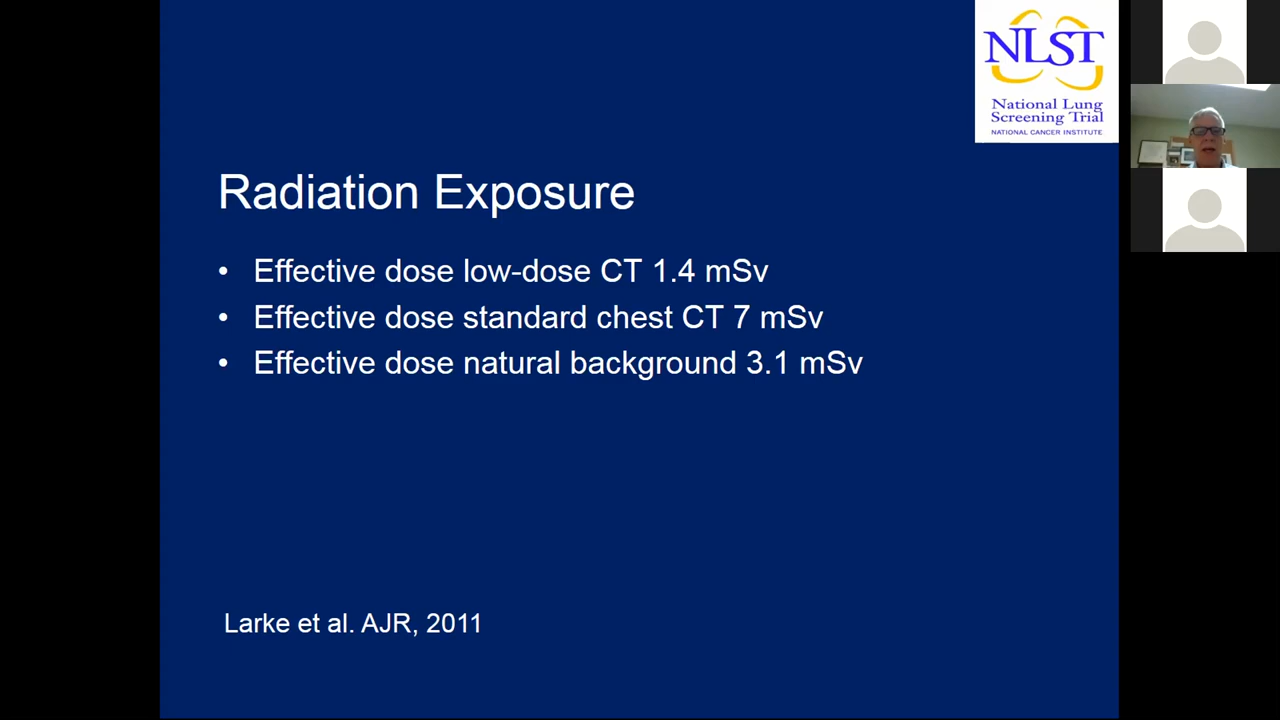 NLST
National Lung
Screening Trial
NATIONAL CANCER INSTITUTE
Radiation Exposure
• Effective dose low-dose CT 1.4 mSv
• Effective dose standard chest CT 7 mSv
• Effective dose natural background 3.1 mSv
Larke et al. AJR, 2011